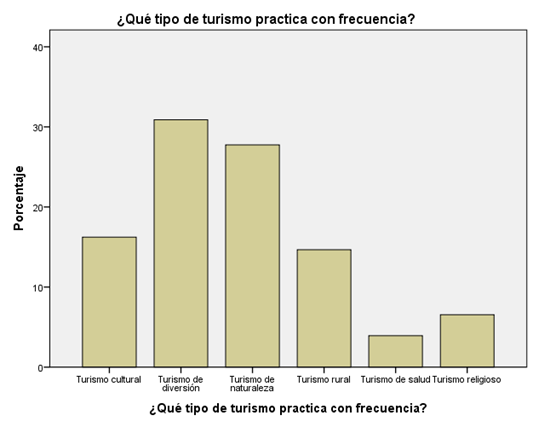 ¿Qué tipo de turismo practica con frecuencia?
40
30
20
10
0
Porcentaje
Turismo cultural
Turismo de
diversión
Turismo de
naturaleza
Turismo rural
Turismo de salud
Turismo religioso
¿Qué tipo de turismo practica con frecuencia?